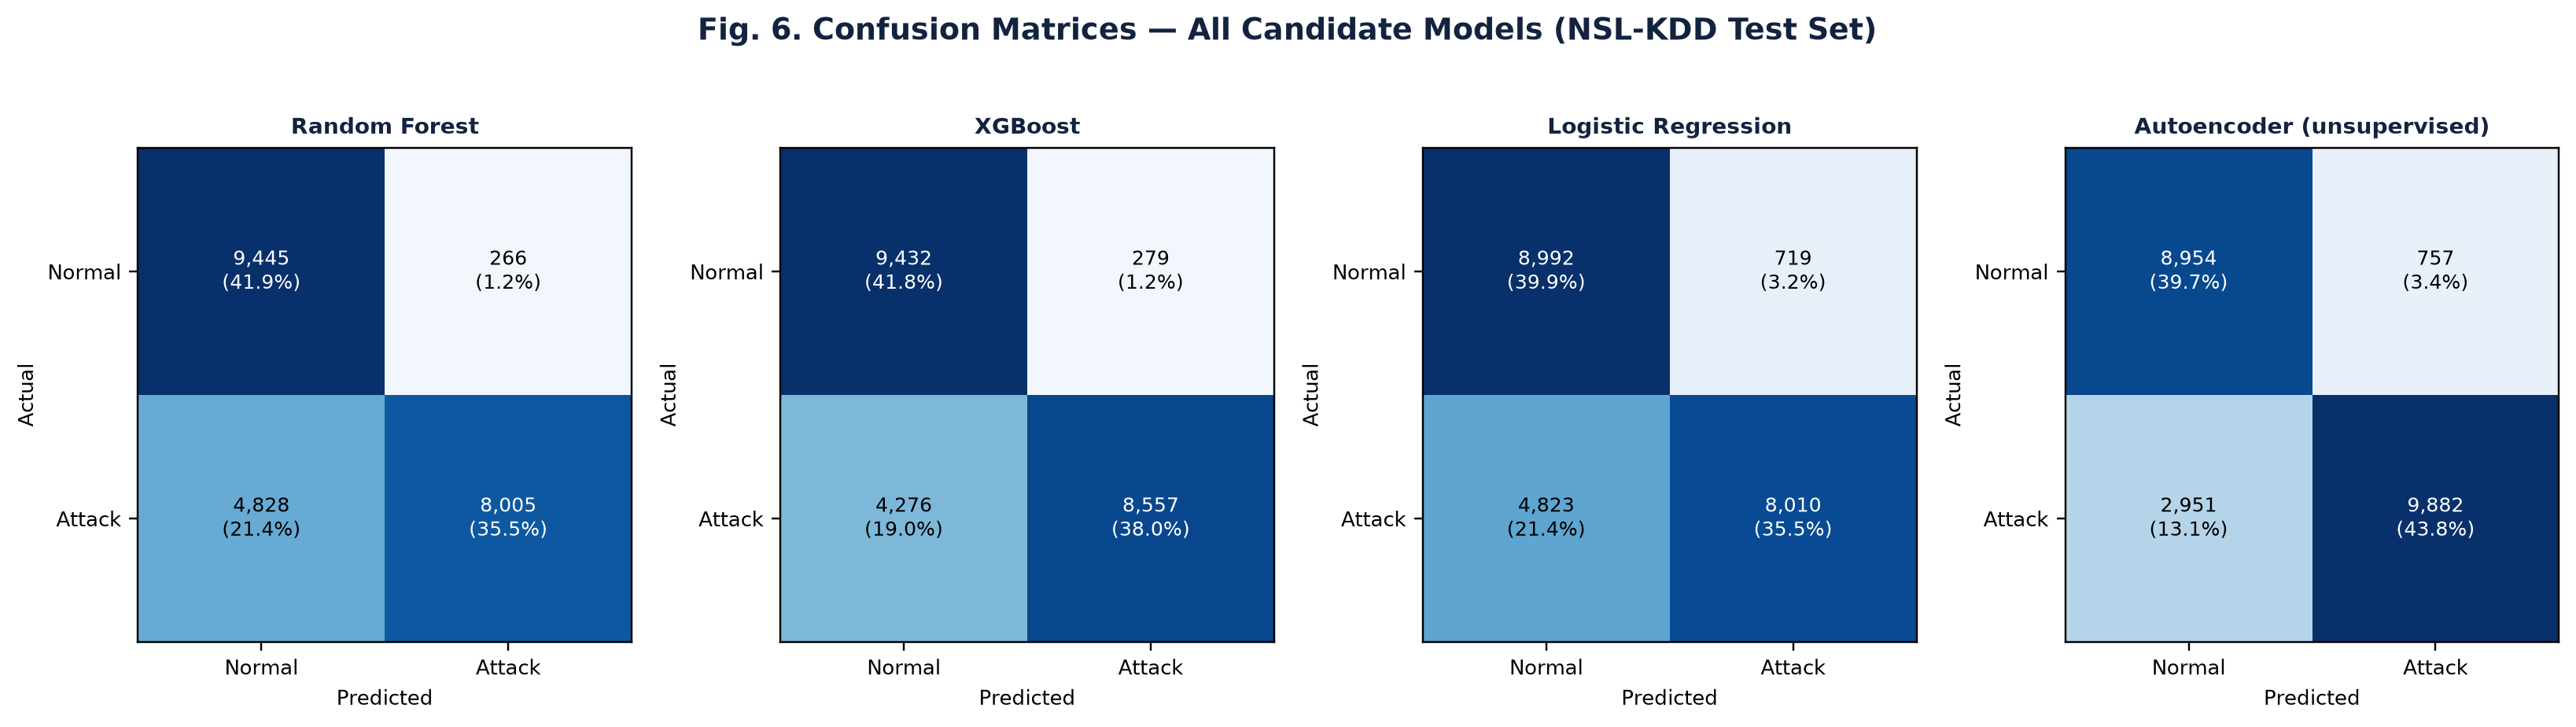 Fig. 6. Confusion Matrices — All Candidate Models (NSL-KDD Test Set)
Random Forest
Actual
Normal
9,445
(41.9%)
266
(1.2%)
Attack
4,828
(21.4%)
8,005
(35.5%)
Normal
Attack
Predicted
XGBoost
Actual
Normal
9,432
(41.8%)
279
(1.2%)
Attack
4,276
(19.0%)
8,557
(38.0%)
Normal
Attack
Predicted
Logistic Regression
Actual
Normal
8,992
(39.9%)
719
(3.2%)
Attack
4,823
(21.4%)
8,010
(35.5%)
Normal
Attack
Predicted
Autoencoder (unsupervised)
Actual
Normal
8,954
(39.7%)
757
(3.4%)
Attack
2,951
(13.1%)
9,882
(43.8%)
Normal
Attack
Predicted